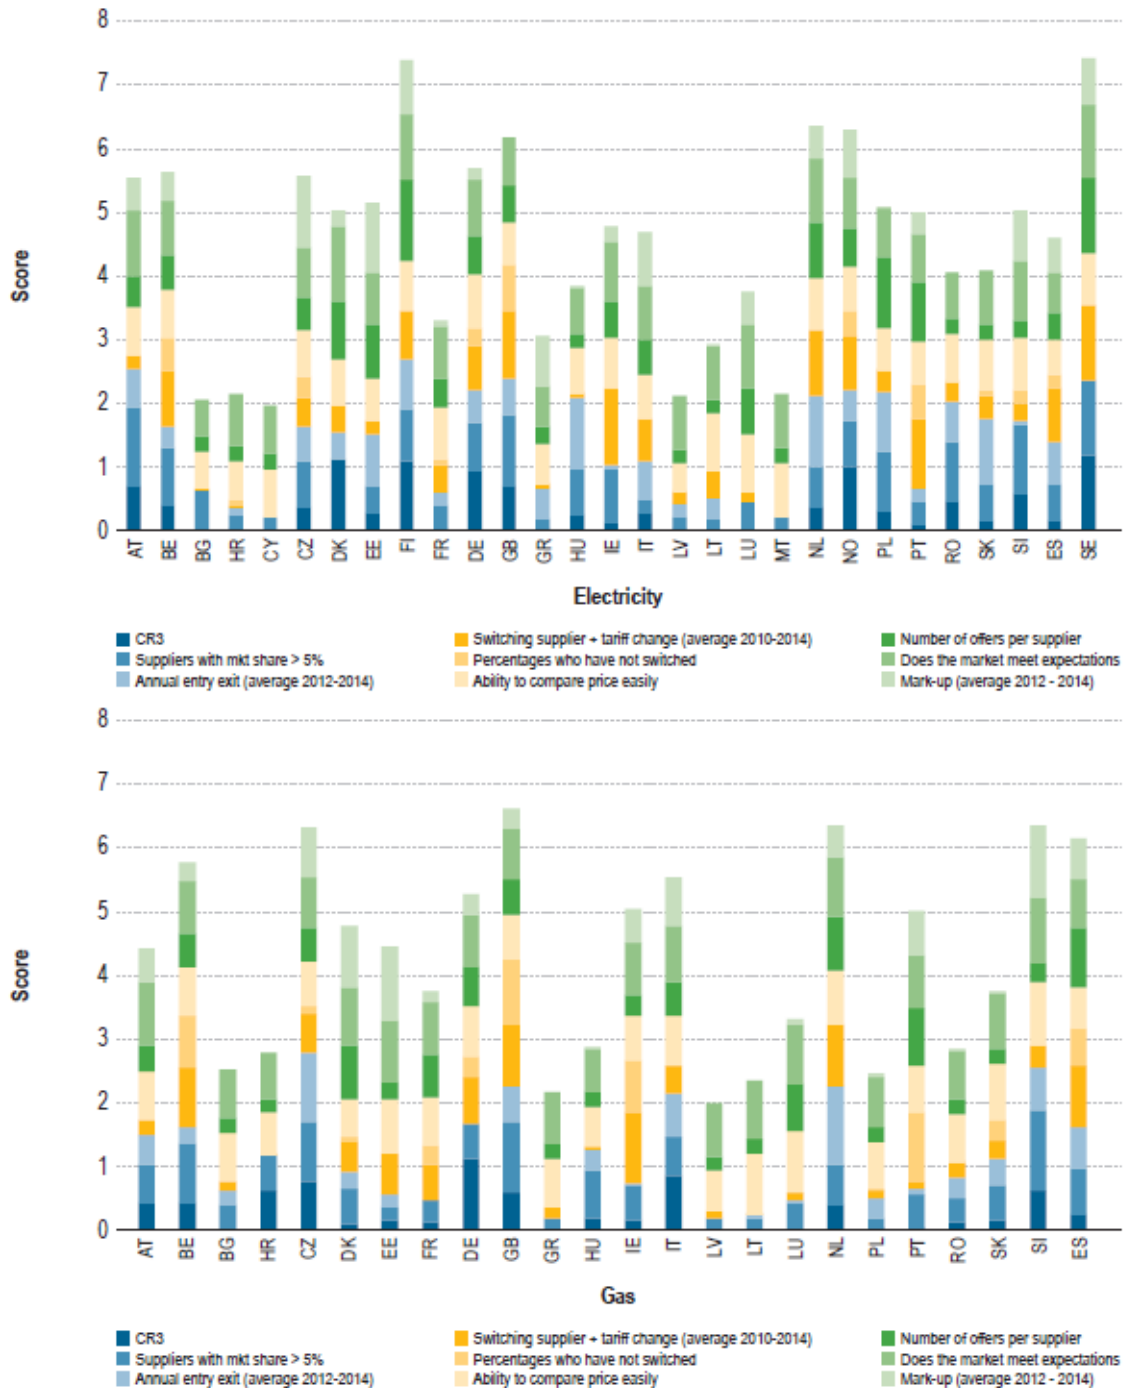 8
7
6
5
4
3
2
1
0
Score
AT BE BG HR CY CZ DK EE FI FR DE GB GR HU IE IT LV LT LU MT NL NO PL PT RO SK SI ES SE
Electricity
CR3 Switching supplier + tariff change (average 2010-2014) Number of offers per supplier
Suppliers with mkt share > 5% Percentages who have not switched Does the market meet expectations
Annual entry exit (average 2012-2014) Ability to compare price easily Mark-up (average 2012 - 2014)
8
7
6
5
4
3
2
1
0
Score
AT BE BG HR CZ DK EE FR DE GB GR HU IE IT LV LT LU NL PL PT RO SK SI ES
Gas
CR3 Switching supplier + tariff change (average 2010-2014) Number of offers per supplier
Suppliers with mkt share > 5% Percentages who have not switched Does the market meet expectations
Annual entry exit (average 2012-2014) Ability to compare price easily Mark-up (average 2012 - 2014)